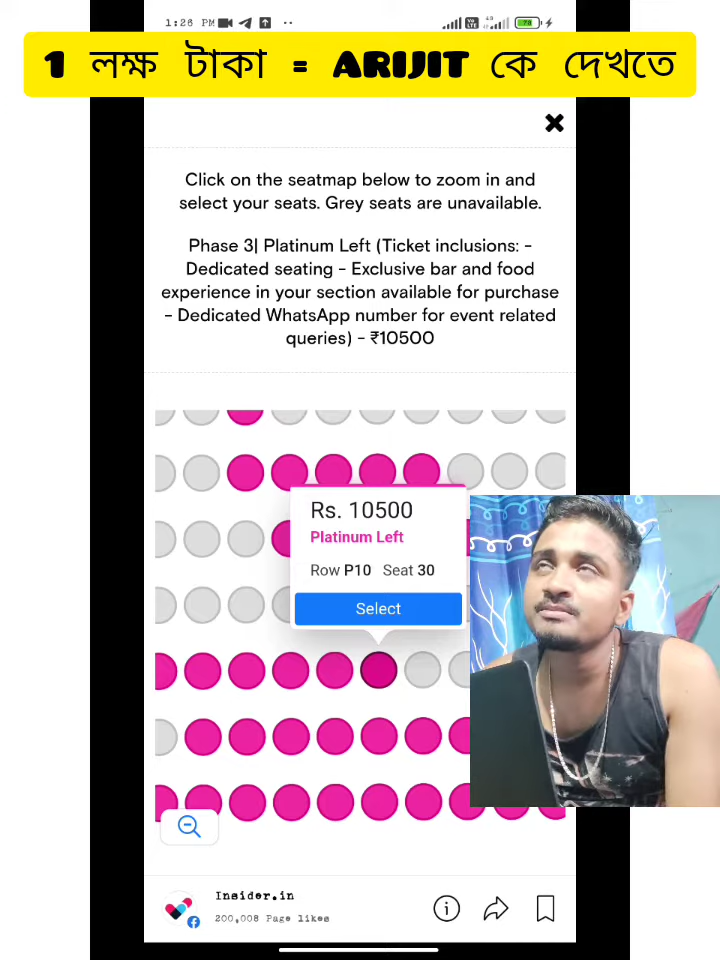 1:26 PM
78
1 লক্ষ টাকা = ARIJIT কে দেখতে
Click on the seatmap below to zoom in and
select your seats. Grey seats are unavailable.
Phase 3| Platinum Left (Ticket inclusions: -
Dedicated seating - Exclusive bar and food
experience in your section available for purchase
- Dedicated WhatsApp number for event related
queries) - ₹10500
Rs. 10500
Platinum Left
Row P10 Seat 30
Select
Insider.in
200,008 Page likes